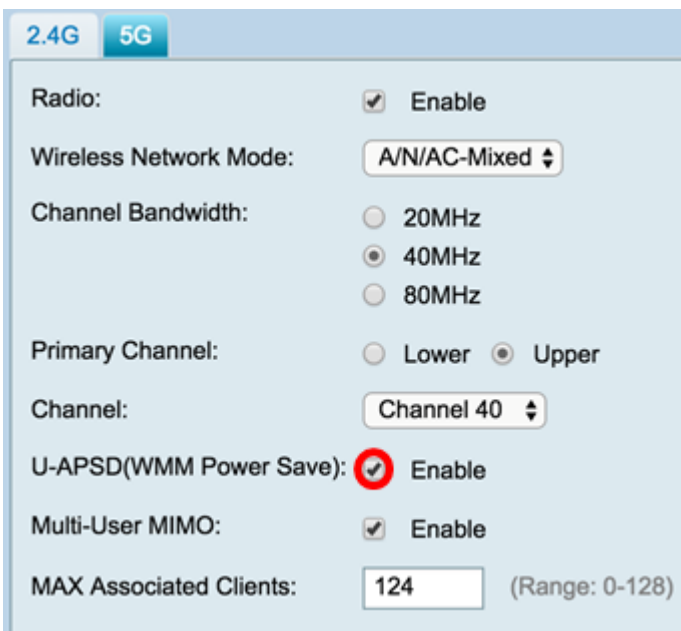 2.4G 5G
Radio: Enable
Wireless Network Mode: A/N/AC-Mixed
Channel Bandwidth: 20MHz
40MHz
80MHz
Primary Channel: Lower Upper
Channel: Channel 40
U-APSD(WMM Power Save): Enable
Multi-User MIMO: Enable
MAX Associated Clients: 124 (Range: 0-128)